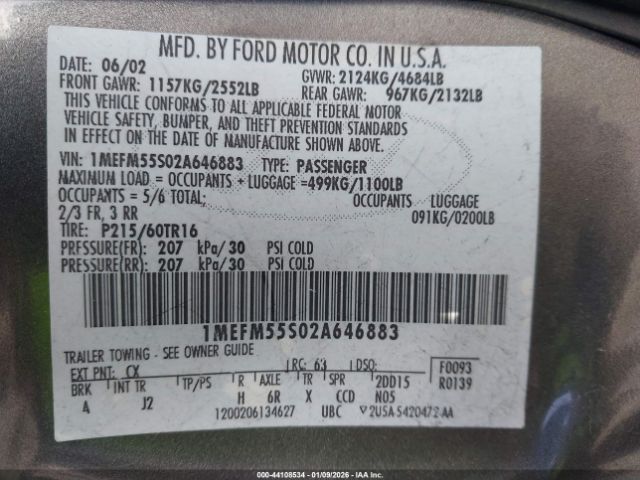 MFD. BY FORD MOTOR CO. IN U.S.A.
DATE: 06/02 GVWR: 2124KG/4684LB
FRONT GAWR: 1157KG/2552LB REAR GAWR: 967KG/2132LB
THIS VEHICLE CONFORMS TO ALL APPLICABLE FEDERAL MOTOR
VEHICLE SAFETY, BUMPER, AND THEFT PREVENTION STANDARDS
IN EFFECT ON THE DATE OF MANUFACTURE SHOWN ABOVE.
VIN: 1MEFM55S02A646883 TYPE: PASSENGER
MAXIMUM LOAD = OCCUPANTS + LUGGAGE =499KG/1100LB
OCCUPANTS = 5/6 TOTAL; OCCUPANTS LUGGAGE
2/3 FR, 3 RR 091KG/0200LB
TIRE: P215/60TR16
PRESSURE(FR): 207 kPa/30 PSI COLD
PRESSURE(RR) : 207 kPa/30 PSI COLD
1MEFM55S02A646883
TRAILER TOWING - SEE OWNER GUIDE
EXT PNT: CX RC: 63 DSO: F0093
BRK INT TR TP/PS R AXLE TR SPR 2DD15 R0139
4 J2 H 6R X CCD N05
1200206134627 UBC 2USA 5420472 AA
000-44108534 | 01/09/2026 - IAAI.COM